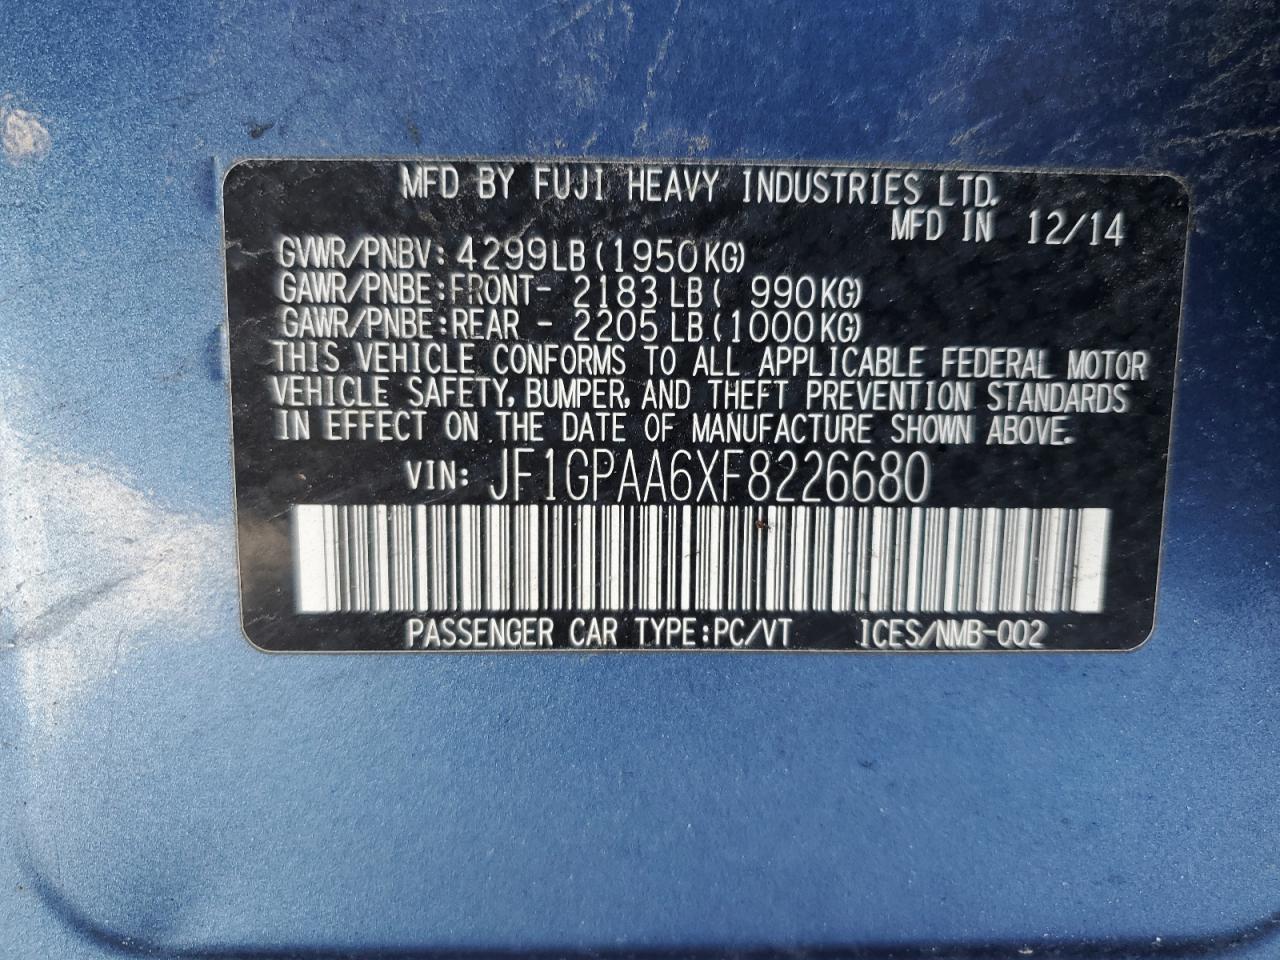 MFD BY FUJI HEAVY INDUSTRIES LTD.
MFD IN 12/14
GVWR/PNBV: 4299LB (1950KG)
GAWR/PNBE: FRONT- 2183 LB ( 990KG)
GAWR/PNBE: REAR - 2205 LB (1000KG)
THIS VEHICLE CONFORMS TO ALL APPLICABLE FEDERAL MOTOR
VEHICLE SAFETY, BUMPER, AND THEFT PREVENTION STANDARDS
IN EFFECT ON THE DATE OF MANUFACTURE SHOWN ABOVE.
VIN: JF1GPAA6XF8226680
PASSENGER CAR TYPE: PC/VT ICES/NMB-002